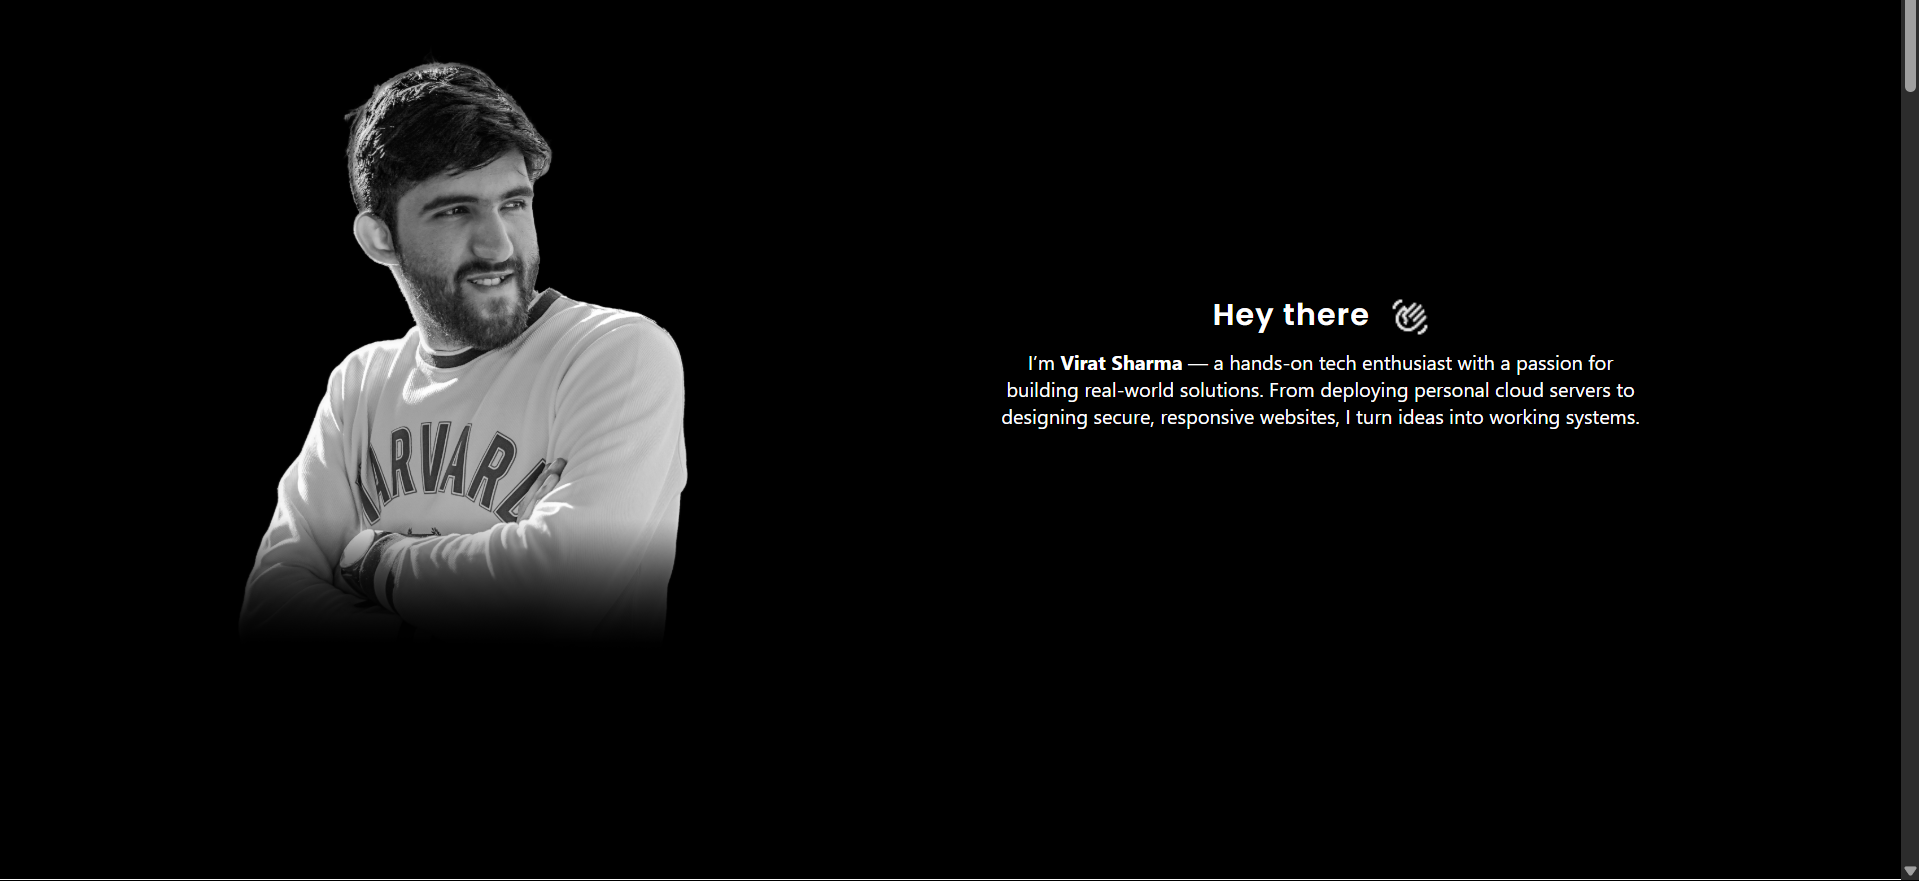 Hey there
I'm Virat Sharma — a hands-on tech enthusiast with a passion for
building real-world solutions. From deploying personal cloud servers to
designing secure, responsive websites, I turn ideas into working systems.
ARVARD